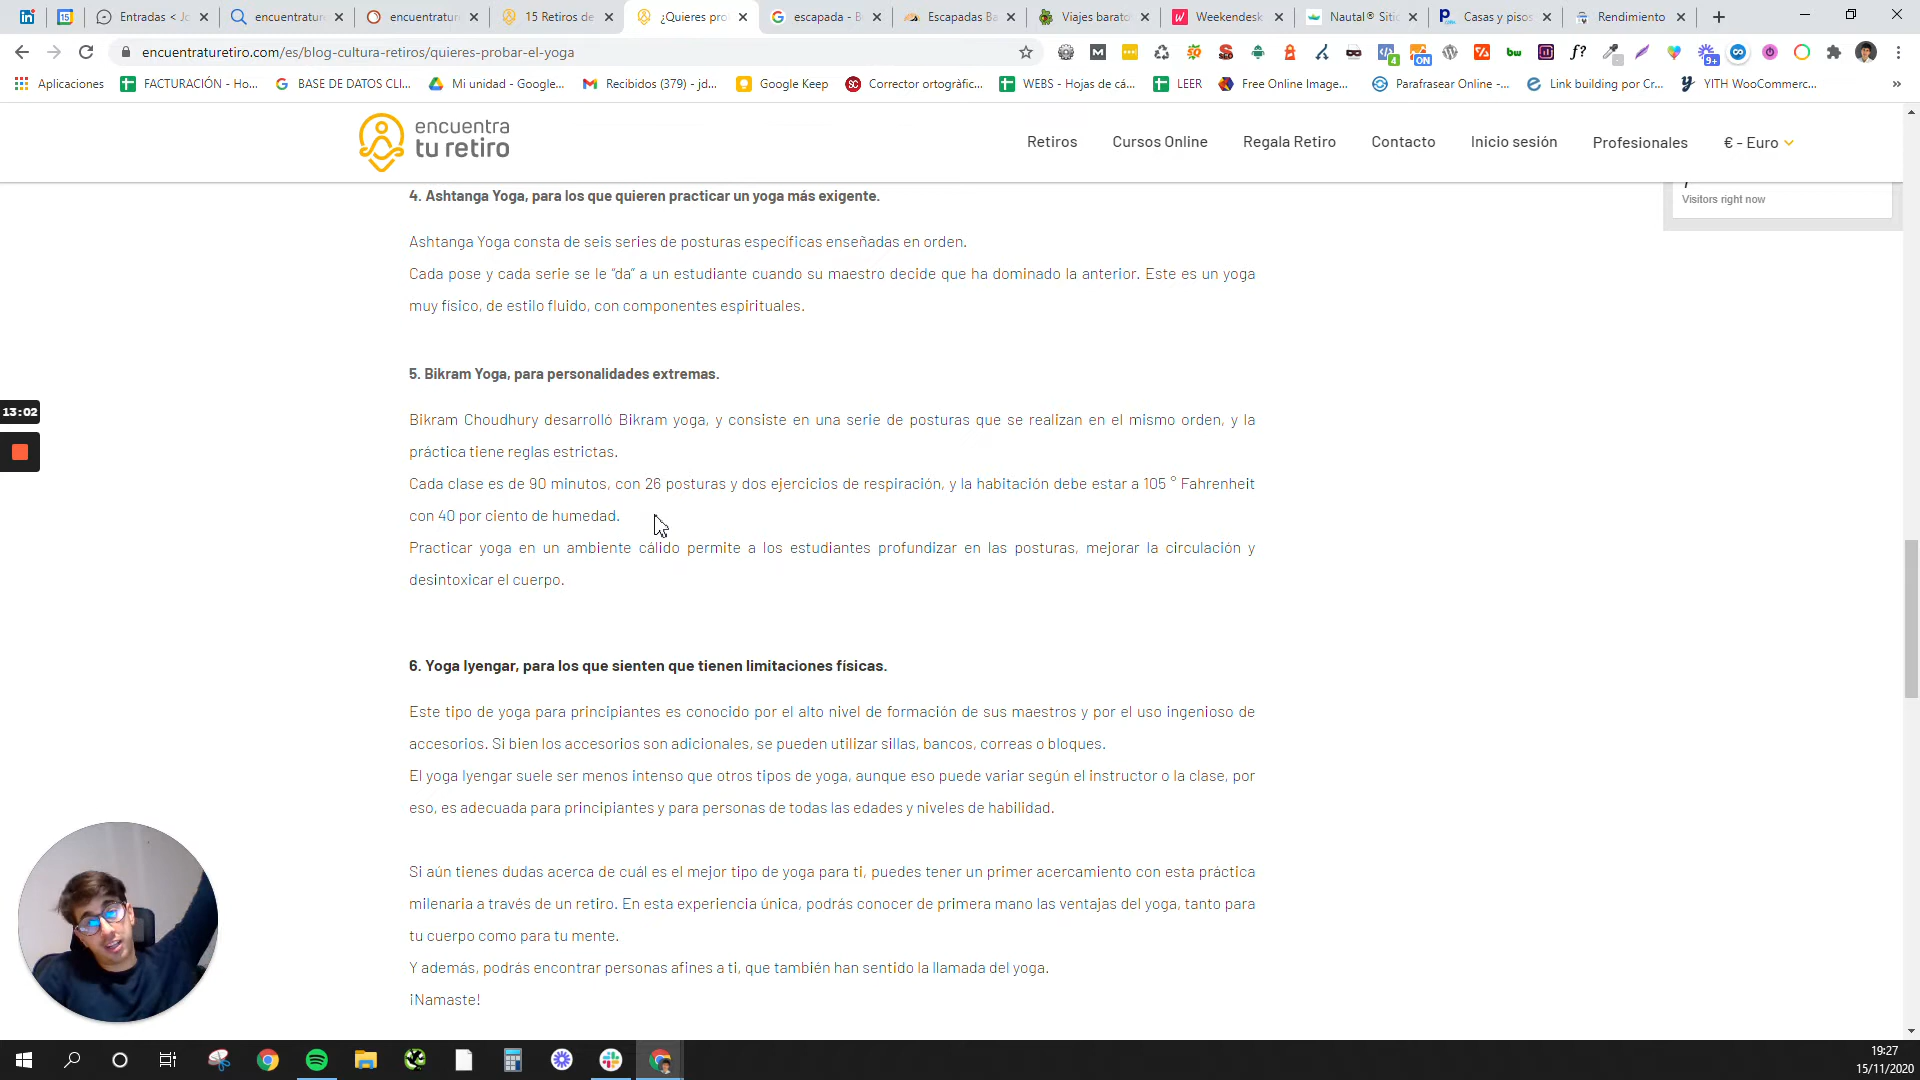 Entradas < Jo
encuentratur
encuentratur
15 Retiros de
¿Quieres pro
escapada - B
Escapadas Ba
Viajes barato
Weekendesk
Nautal® Siti
Casas y pisos
Rendimiento
encuentraturetiro.com/es/blog-cultura-retiros/quieres-probar-el-yoga
Aplicaciones
FACTURACIÓN - Ho...
BASE DE DATOS CLI...
Mi unidad - Google...
Recibidos (379) - jd...
Google Keep
Corrector ortogràfic...
WEBS - Hojas de cá...
LEER
Free Online Image...
Parafrasear Online -...
Link building por Cr...
YITH WooCommerc...
encuentra
tu retiro
Retiros
Cursos Online
Regala Retiro
Contacto
Inicio sesión
Profesionales
€ - Euro
Visitors right now
4. Ashtanga Yoga, para los que quieren practicar un yoga más exigente.
Ashtanga Yoga consta de seis series de posturas específicas enseñadas en orden.
Cada pose y cada serie se le “da” a un estudiante cuando su maestro decide que ha dominado la anterior. Este es un yoga
muy físico, de estilo fluido, con componentes espirituales.
5. Bikram Yoga, para personalidades extremas.
13:02
Bikram Choudhury desarrolló Bikram yoga, y consiste en una serie de posturas que se realizan en el mismo orden, y la
práctica tiene reglas estrictas.
Cada clase es de 90 minutos, con 26 posturas y dos ejercicios de respiración, y la habitación debe estar a 105 ° Fahrenheit
con 40 por ciento de humedad.
Practicar yoga en un ambiente cálido permite a los estudiantes profundizar en las posturas, mejorar la circulación y
desintoxicar el cuerpo.
6. Yoga Iyengar, para los que sienten que tienen limitaciones físicas.
Este tipo de yoga para principiantes es conocido por el alto nivel de formación de sus maestros y por el uso ingenioso de
accesorios. Si bien los accesorios son adicionales, se pueden utilizar sillas, bancos, correas o bloques.
El yoga Iyengar suele ser menos intenso que otros tipos de yoga, aunque eso puede variar según el instructor o la clase, por
eso, es adecuada para principiantes y para personas de todas las edades y niveles de habilidad.
Si aún tienes dudas acerca de cuál es el mejor tipo de yoga para ti, puedes tener un primer acercamiento con esta práctica
milenaria a través de un retiro. En esta experiencia única, podrás conocer de primera mano las ventajas del yoga, tanto para
tu cuerpo como para tu mente.
Y además, podrás encontrar personas afines a ti, que también han sentido la llamada del yoga.
¡Namaste!
19:27
15/11/2020